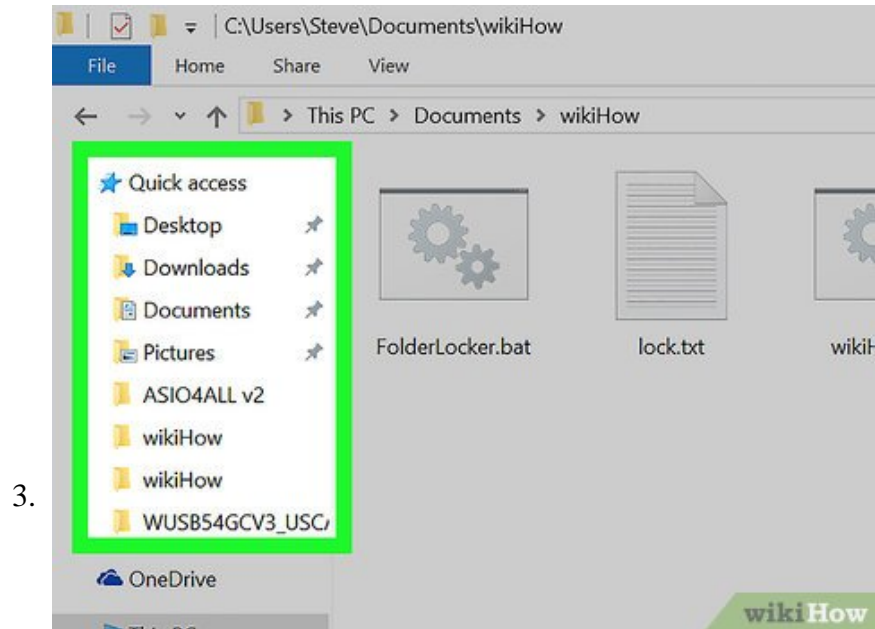 C:\Users\Steve\Documents\wikiHow
File Home Share View
This PC > Documents > wikiHow
Quick access
Desktop
Downloads
Documents
Pictures
ASIO4ALL v2
wikiHow
wikiHow
WUSB54GCV3_USC
OneDrive
FolderLocker.bat
lock.txt
3.
wikiHow